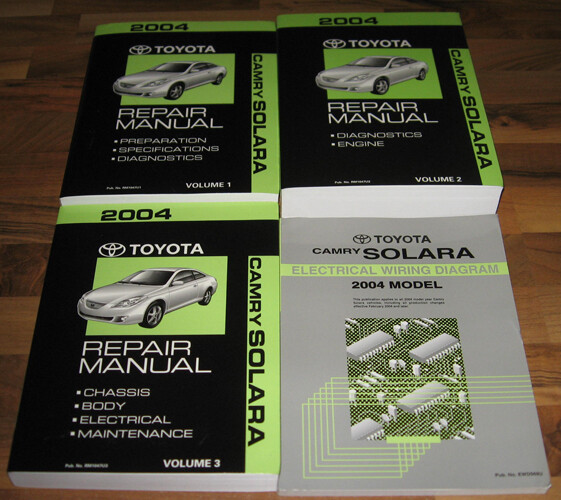 2004
TOYOTA
CAMRY SOLARA
REPAIR
MANUAL
▪ PREPARATION
▪ SPECIFICATIONS
▪ DIAGNOSTICS
VOLUME 1
2004
TOYOTA
CAMRY SOLARA
REPAIR
MANUAL
▪ DIAGNOSTICS
▪ ENGINE
VOLUME 2
2004
TOYOTA
CAMRY SOLARA
REPAIR
MANUAL
▪ CHASSIS
▪ BODY
▪ ELECTRICAL
▪ MAINTENANCE
VOLUME 3
TOYOTA
CAMRY SOLARA
ELECTRICAL WIRING DIAGRAM
2004 MODEL